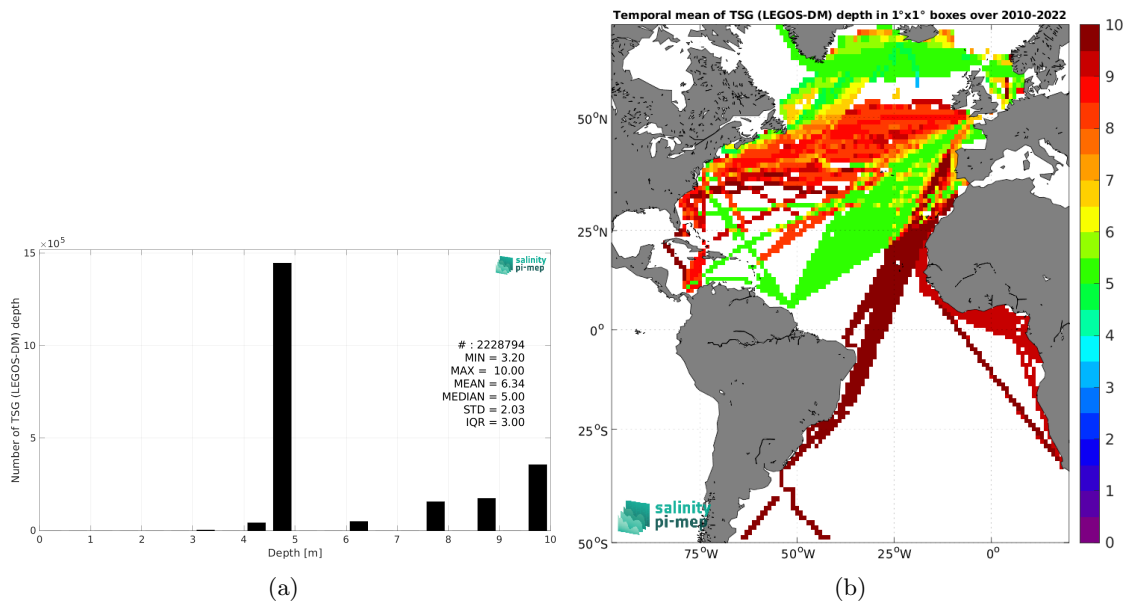 Number of TSG (LEGOS-DM) depth
×10⁵
15
10
5
0
salinity
pi-mep
# : 2228794
MIN = 3.20
MAX = 10.00
MEAN = 6.34
MEDIAN = 5.00
STD = 2.03
IQR = 3.00
0 1 2 3 4 5 6 7 8 9 10
Depth [m]
(a)
Temporal mean of TSG (LEGOS-DM) depth in 1°x1° boxes over 2010-2022
50°N
25°N
0°
25°S
50°S
75°W 50°W 25°W 0°
salinity
pi-mep
10
9
8
7
6
5
4
3
2
1
0
(b)